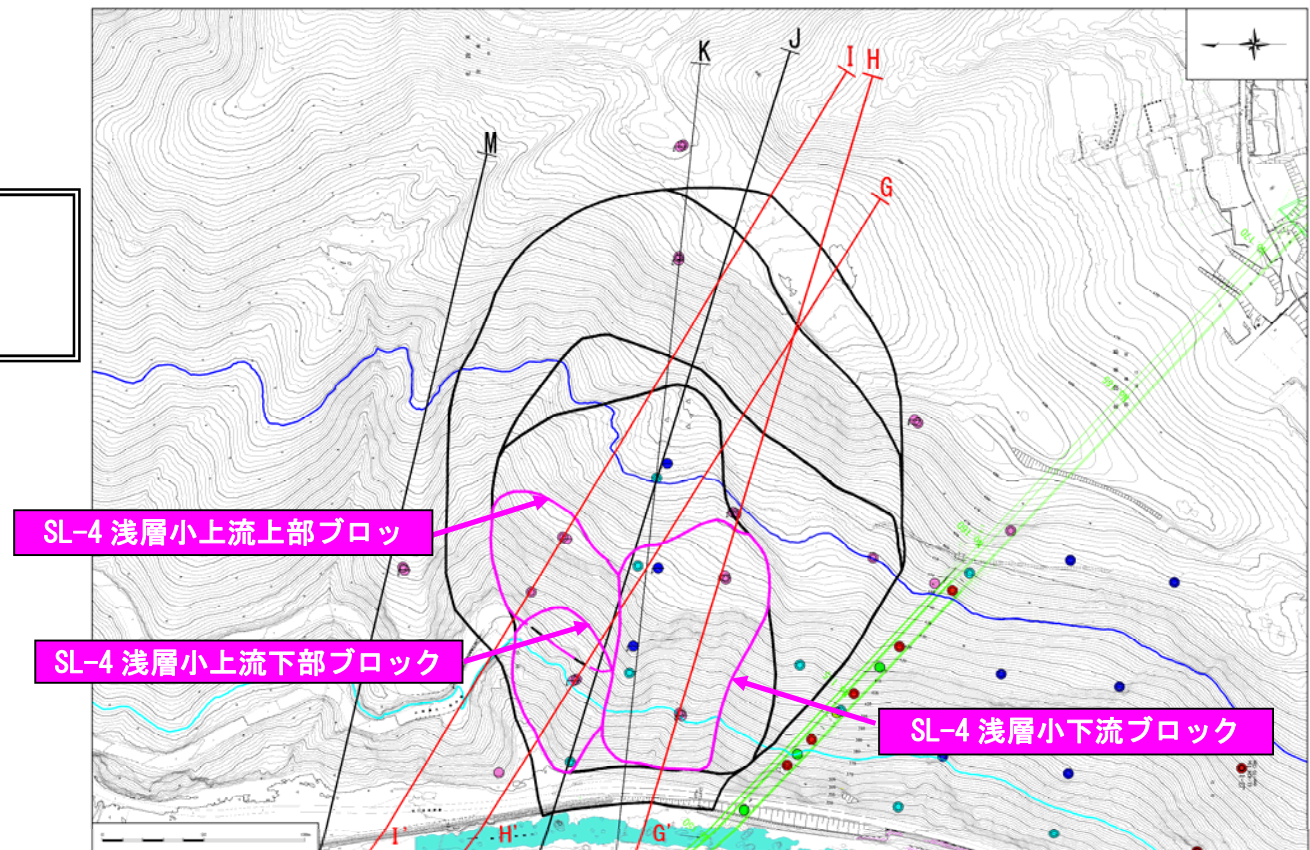 K
J
I
H
M
G
SL-4 浅層小上流上部ブロッ
SL-4 浅層小上流下部ブロック
SL-4 浅層小下流ブロック
I'
H'
G'